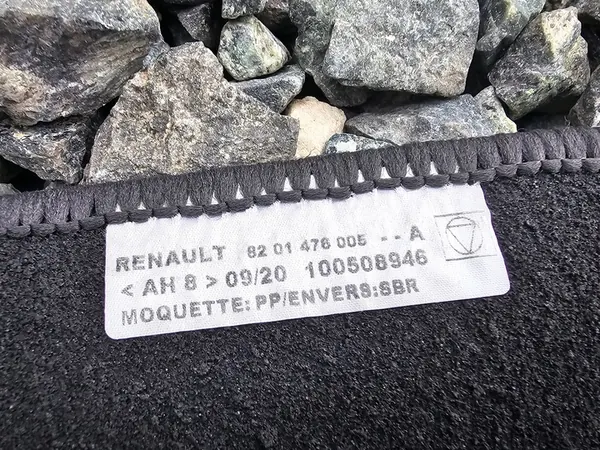 RENAULT 82 01 476 005 - - A
< AH 8 > 09/20 100508946
MOQUETTE: PP/ENVERS:SBR